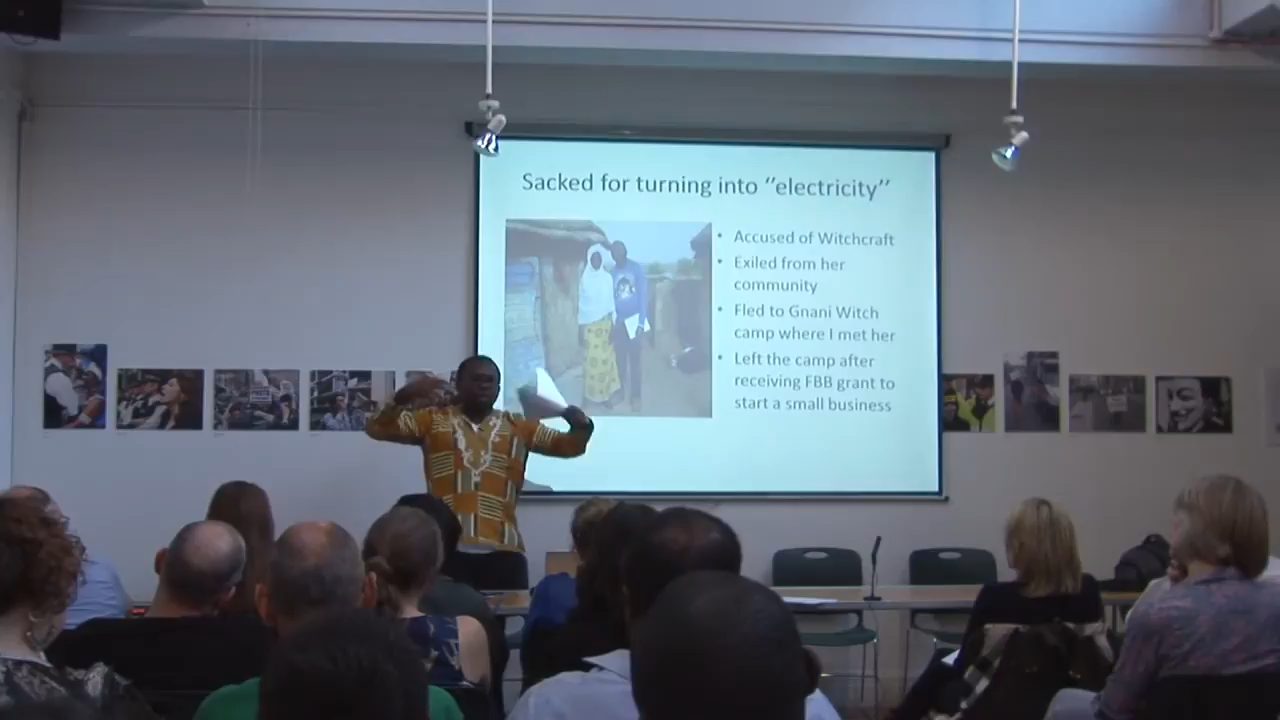 Sacked for turning into ‘‘electricity’’
• Accused of Witchcraft
• Exiled from her
community
• Fled to Gnani Witch
camp where I met her
• Left the camp after
receiving FBB grant to
start a small business